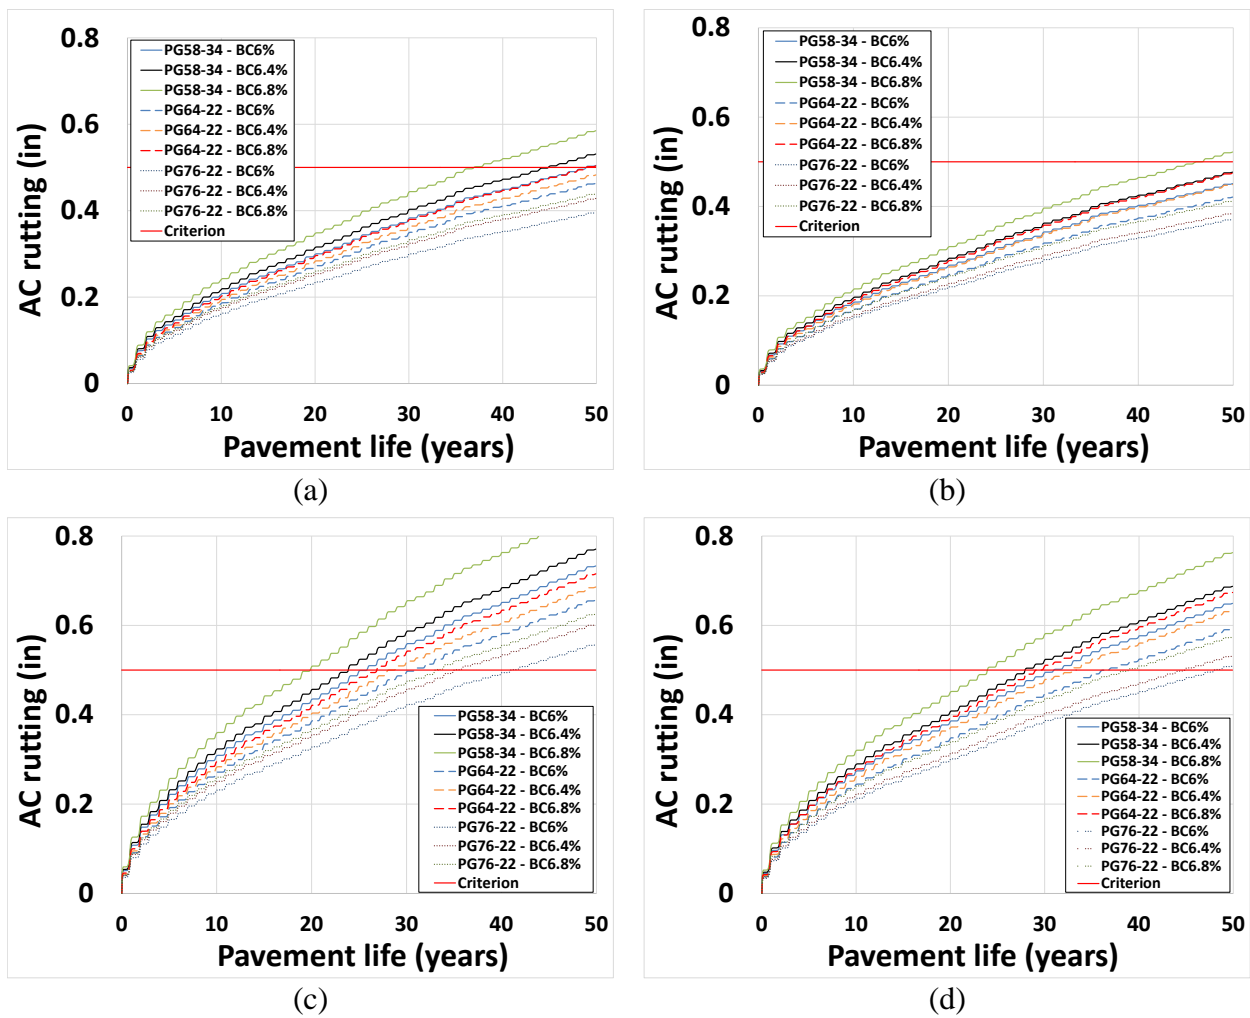 AC rutting (in)
0.8
0.6
0.4
0.2
0
PG58-34 - BC6%
PG58-34 - BC6.4%
PG58-34 - BC6.8%
PG64-22 - BC6%
PG64-22 - BC6.4%
PG64-22 - BC6.8%
PG76-22 - BC6%
PG76-22 - BC6.4%
PG76-22 - BC6.8%
Criterion
0 10 20 30 40 50
Pavement life (years)
(a)
AC rutting (in)
0.8
0.6
0.4
0.2
0
PG58-34 - BC6%
PG58-34 - BC6.4%
PG58-34 - BC6.8%
PG64-22 - BC6%
PG64-22 - BC6.4%
PG64-22 - BC6.8%
PG76-22 - BC6%
PG76-22 - BC6.4%
PG76-22 - BC6.8%
Criterion
0 10 20 30 40 50
Pavement life (years)
(b)
AC rutting (in)
0.8
0.6
0.4
0.2
0
PG58-34 - BC6%
PG58-34 - BC6.4%
PG58-34 - BC6.8%
PG64-22 - BC6%
PG64-22 - BC6.4%
PG64-22 - BC6.8%
PG76-22 - BC6%
PG76-22 - BC6.4%
PG76-22 - BC6.8%
Criterion
0 10 20 30 40 50
Pavement life (years)
(c)
AC rutting (in)
0.8
0.6
0.4
0.2
0
PG58-34 - BC6%
PG58-34 - BC6.4%
PG58-34 - BC6.8%
PG64-22 - BC6%
PG64-22 - BC6.4%
PG64-22 - BC6.8%
PG76-22 - BC6%
PG76-22 - BC6.4%
PG76-22 - BC6.8%
Criterion
0 10 20 30 40 50
Pavement life (years)
(d)